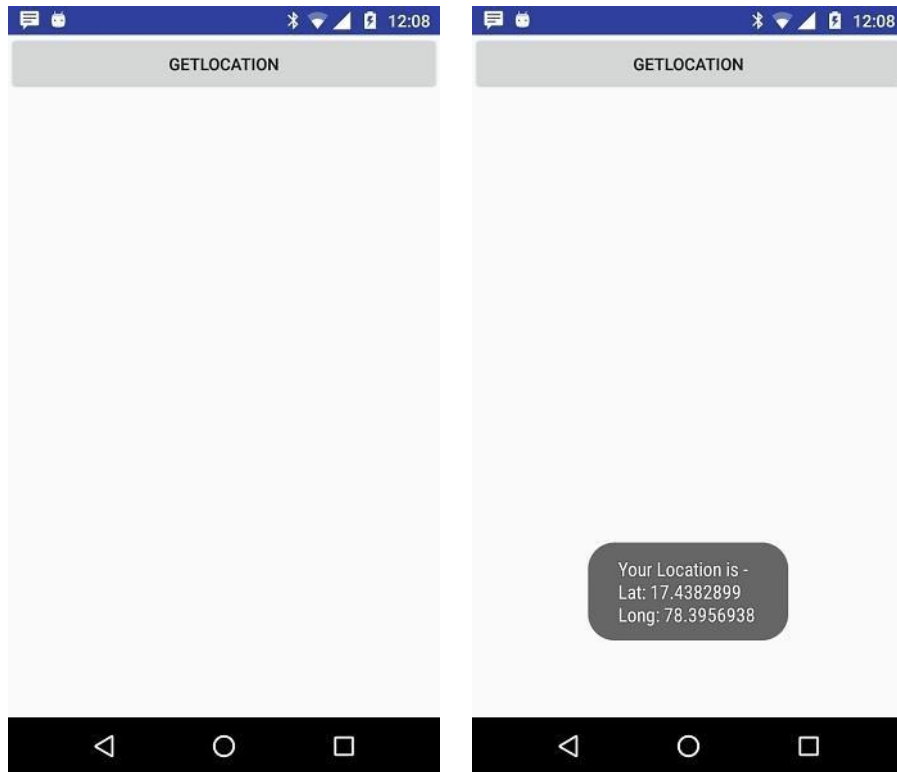 12:08
GETLOCATION
12:08
GETLOCATION
Your Location is -
Lat: 17.4382899
Long: 78.3956938